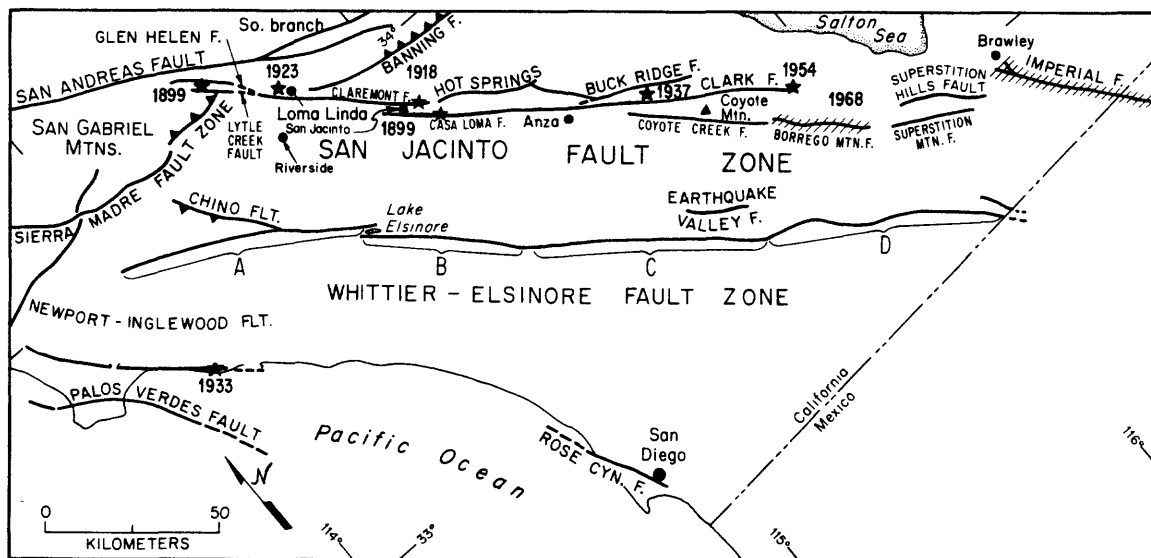 So. branch
GLEN HELEN F.
34°
BANNING F.
Salton
Sea
Brawley
IMPERIAL F.
SAN ANDREAS FAULT
1899
1923
1918
HOT SPRINGS
BUCK RIDGE F.
1937
CLARK F.
1954
1968
SUPERSTITION
HILLS FAULT
CLAREMONT F.
Loma Linda
San Jacinto
1899
CASA LOMA F.
Anza
Coyote
Mtn.
COYOTE CREEK F.
BORREGO MTN. F.
SUPERSTITION
MTN. F.
SAN GABRIEL
MTNS.
LYTLE
CREEK
FAULT
Riverside
SAN JACINTO FAULT ZONE
SIERRA MADRE FAULT ZONE
CHINO FLT.
Lake
Elsinore
EARTHQUAKE
VALLEY F.
A
B
C
D
WHITTIER - ELSINORE FAULT ZONE
NEWPORT - INGLEWOOD FLT.
1933
PALOS VERDES FAULT
Pacific Ocean
ROSE CYN. F.
San
Diego
California
Mexico
N
0 50
KILOMETERS
114°
33°
115°
116°